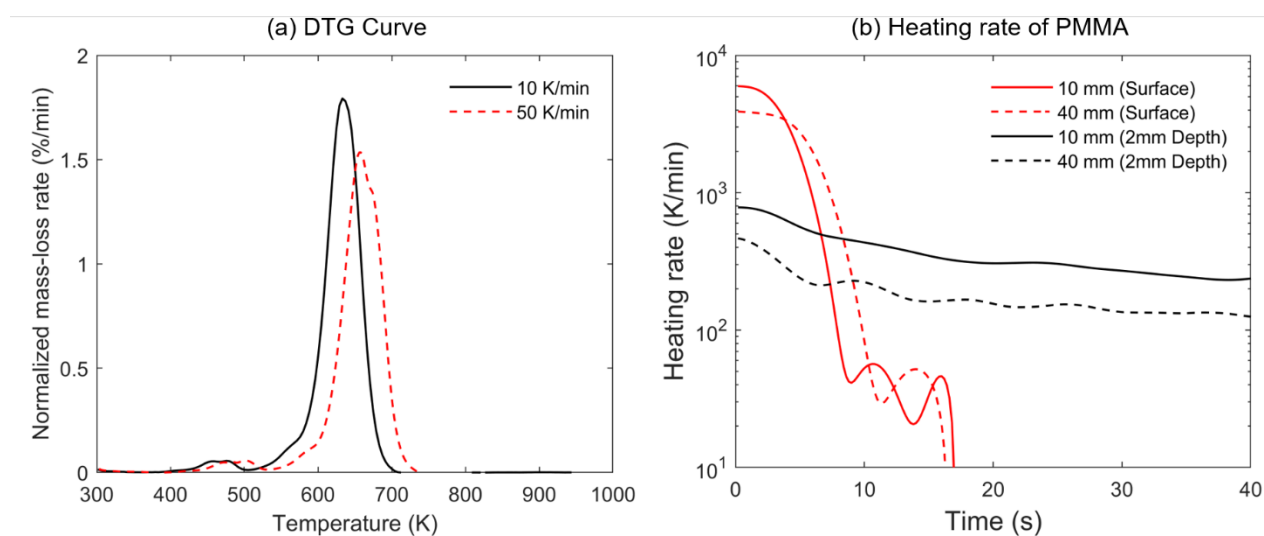 (a) DTG Curve
Normalized mass-loss rate (%/min)
2
1.5
1
0.5
0
10 K/min
50 K/min
300 400 500 600 700 800 900 1000
Temperature (K)
(b) Heating rate of PMMA
Heating rate (K/min)
10⁴
10³
10²
10¹
10 mm (Surface)
40 mm (Surface)
10 mm (2mm Depth)
40 mm (2mm Depth)
0 10 20 30 40
Time (s)